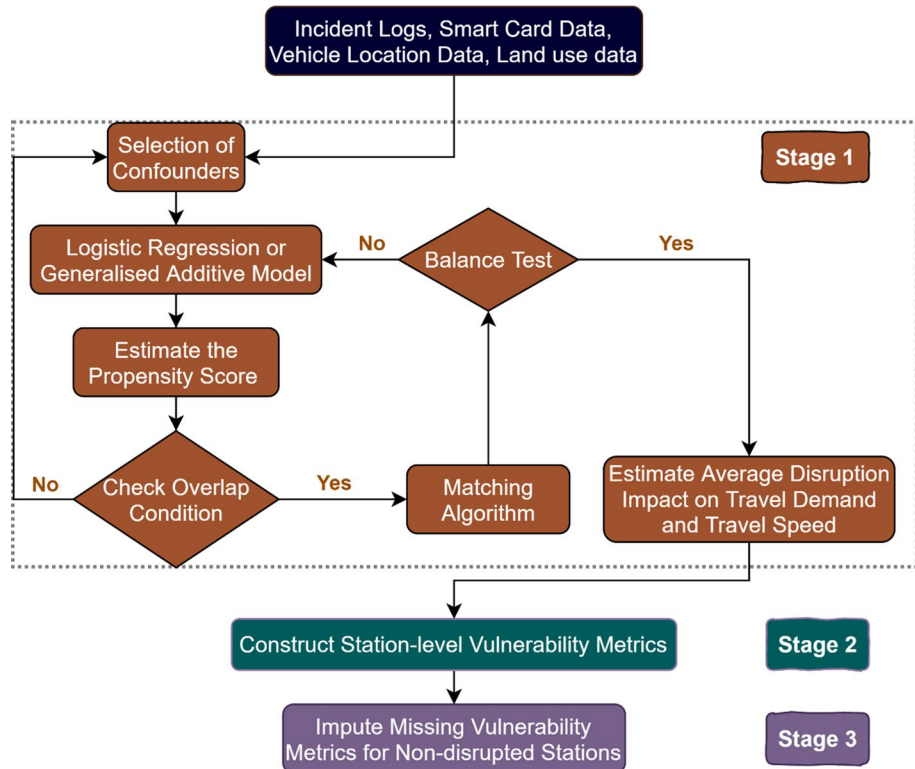 Incident Logs, Smart Card Data,
Vehicle Location Data, Land use data
Selection of
Confounders
Stage 1
Logistic Regression or
Generalised Additive Model
No
Balance Test
Yes
Estimate the
Propensity Score
No
Check Overlap
Condition
Yes
Matching
Algorithm
Estimate Average Disruption
Impact on Travel Demand
and Travel Speed
Construct Station-level Vulnerability Metrics
Stage 2
Impute Missing Vulnerability
Metrics for Non-disrupted Stations
Stage 3